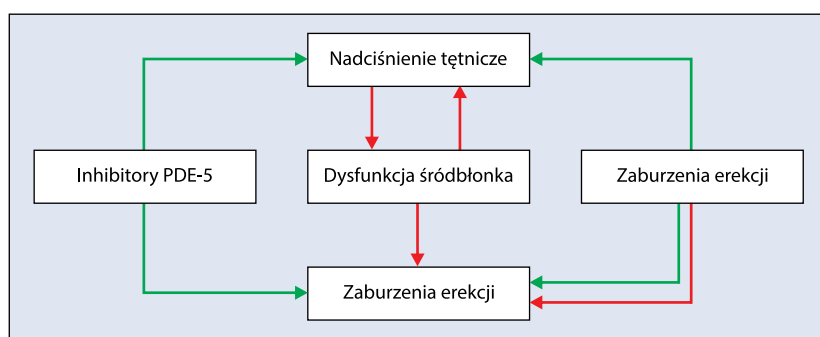 Nadciśnienie tętnicze
Inhibitory PDE-5
Dysfunkcja śródbłonka
Zaburzenia erekcji
Zaburzenia erekcji